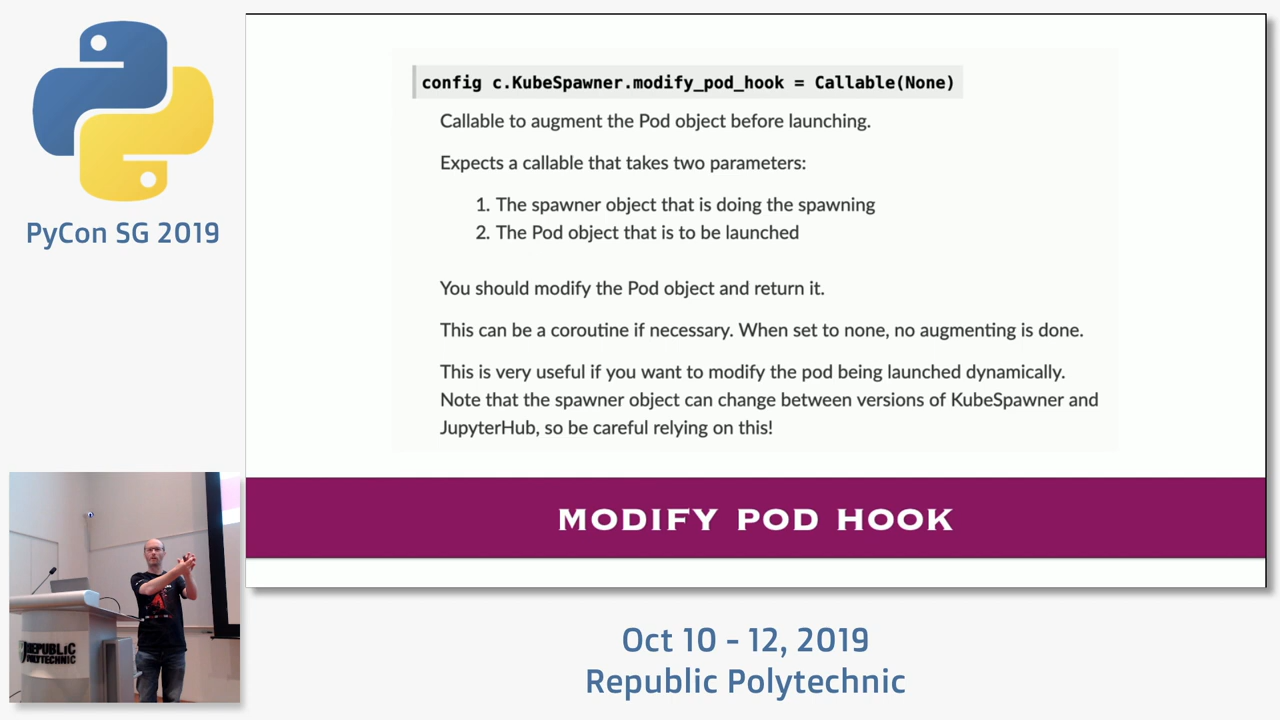 PyCon SG 2019
config c.KubeSpawner.modify_pod_hook = Callable(None)
Callable to augment the Pod object before launching.
Expects a callable that takes two parameters:
1. The spawner object that is doing the spawning
2. The Pod object that is to be launched
You should modify the Pod object and return it.
This can be a coroutine if necessary. When set to none, no augmenting is done.
This is very useful if you want to modify the pod being launched dynamically.
Note that the spawner object can change between versions of KubeSpawner and
JupyterHub, so be careful relying on this!
MODIFY POD HOOK
REPUBLIC
POLYTECHNIC
Oct 10 - 12, 2019
Republic Polytechnic